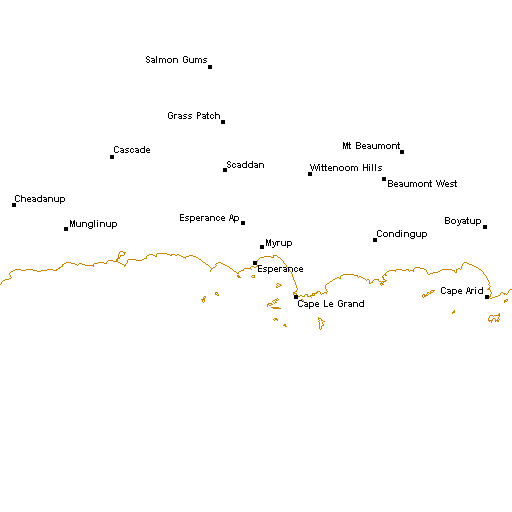 Salmon Gums
Grass Patch
Mt Beaumont
Cascade
Scaddan
Wittenoom Hills
Beaumont West
Cheadanup
Munglinup
Esperance Ap
Boyatup
Condingup
Myrup
Esperance
Cape Arid
Cape Le Grand